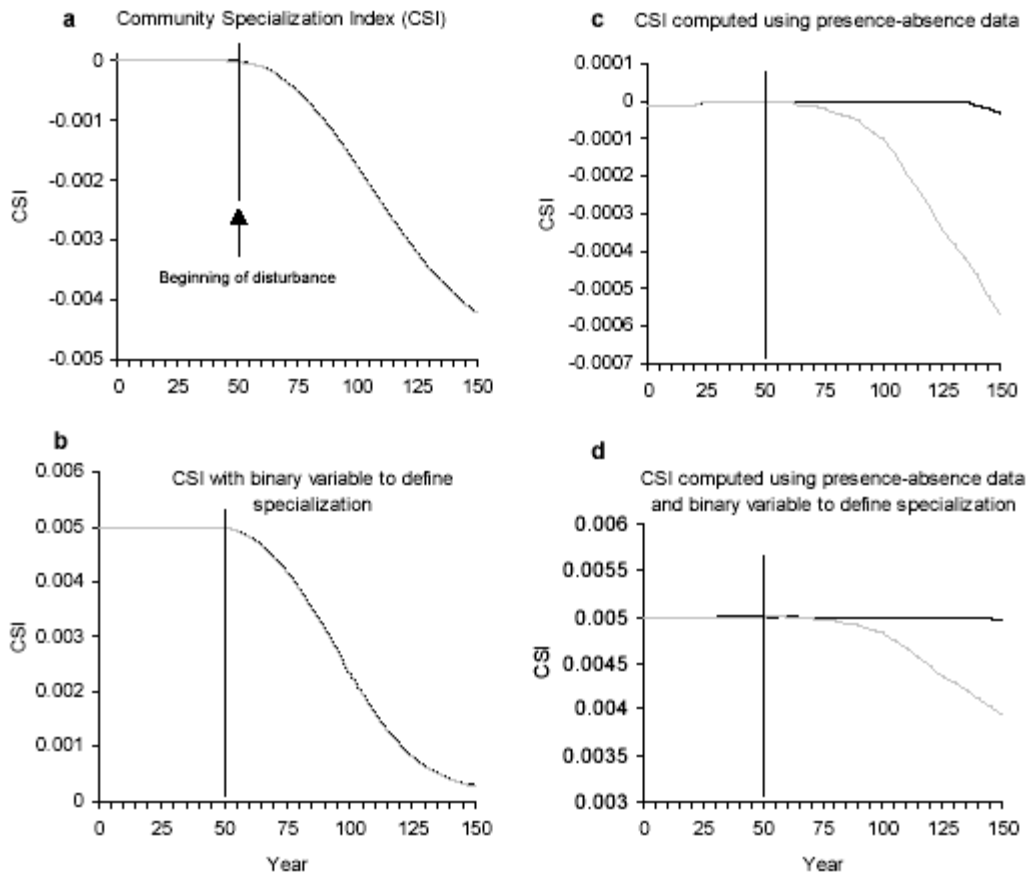 a Community Specialization Index (CSI)
0
-0.001
-0.002
-0.003
-0.004
-0.005
CSI
Beginning of disturbance
0 25 50 75 100 125 150
c CSI computed using presence-absence data
0.0001
0
-0.0001
-0.0002
-0.0003
-0.0004
-0.0005
-0.0006
-0.0007
CSI
0 25 50 75 100 125 150
b
CSI with binary variable to define
specialization
0.006
0.005
0.004
0.003
0.002
0.001
0
CSI
0 25 50 75 100 125 150
Year
d
CSI computed using presence-absence data
and binary variable to define specialization
0.006
0.0055
0.005
0.0045
0.004
0.0035
0.003
CSI
0 25 50 75 100 125 150
Year